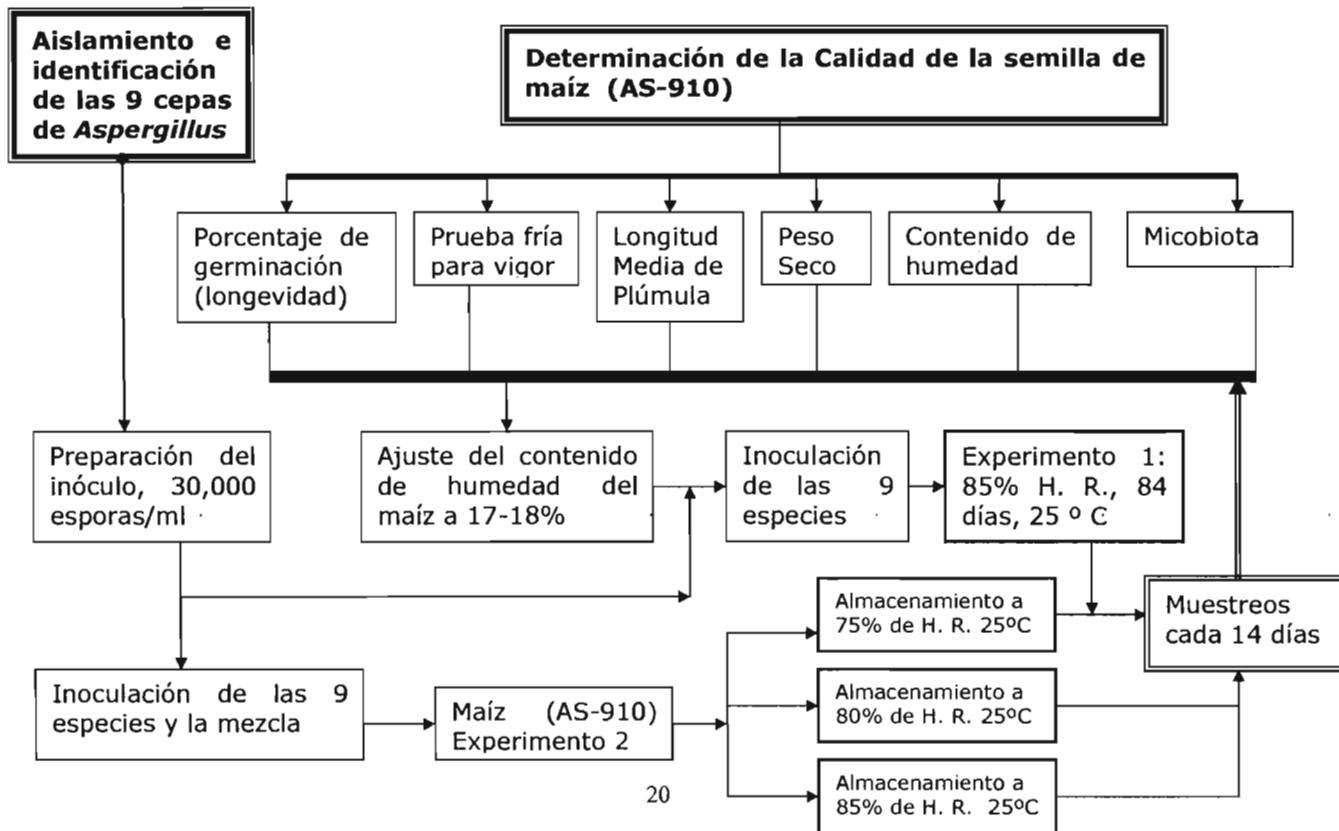 Aislamiento e
identificación
de las 9 cepas
de Aspergillus
Determinación de la Calidad de la semilla de
maíz (AS-910)
Porcentaje de
germinación
(longevidad)
Prueba fría
para vigor
Longitud
Media de
Plúmula
Peso
Seco
Contenido de
humedad
Micobiota
Preparación del
inóculo, 30,000
esporas/ml
Ajuste del contenido
de humedad del
maíz a 17-18%
Inoculación
de las 9
especies
Experimento 1:
85% H. R., 84
días, 25 º C
Almacenamiento a
75% de H. R. 25ºC
Muestreos
cada 14 días
Inoculación de las 9
especies y la mezcla
Maíz (AS-910)
Experimento 2
Almacenamiento a
80% de H. R. 25ºC
Almacenamiento a
85% de H. R. 25ºC
20